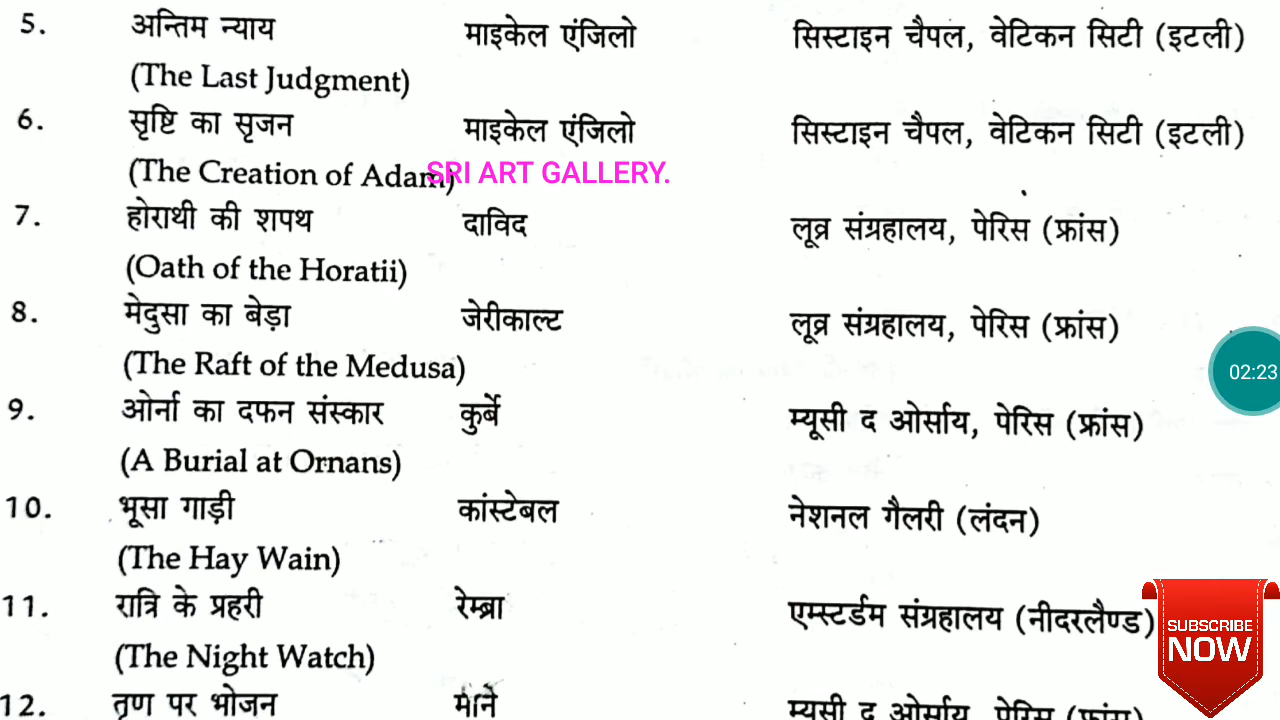 5. अन्तिम न्याय माइकेल एंजिलो सिस्टाइन चैपल, वेटिकन सिटी (इटली)
(The Last Judgment)
6. सृष्टि का सृजन माइकेल एंजिलो सिस्टाइन चैपल, वेटिकन सिटी (इटली)
(The Creation of Adam)
SRI ART GALLERY.
7. होराथी की शपथ दाविद लूव्र संग्रहालय, पेरिस (फ्रांस)
(Oath of the Horatii)
8. मेदुसा का बेड़ा जेरीकाल्ट लूव्र संग्रहालय, पेरिस (फ्रांस)
(The Raft of the Medusa)
02:23
9. ओर्ना का दफन संस्कार कुर्बे म्यूसी द ओर्साय, पेरिस (फ्रांस)
(A Burial at Ornans)
10. भूसा गाड़ी कांस्टेबल नेशनल गैलरी (लंदन)
(The Hay Wain)
11. रात्रि के प्रहरी रेम्ब्रा एम्स्टर्डम संग्रहालय (नीदरलैण्ड)
(The Night Watch)
SUBSCRIBE
NOW
12. तृण पर भोजन माने म्यूसी द ओर्साय, पेरिस (फ्रांस)